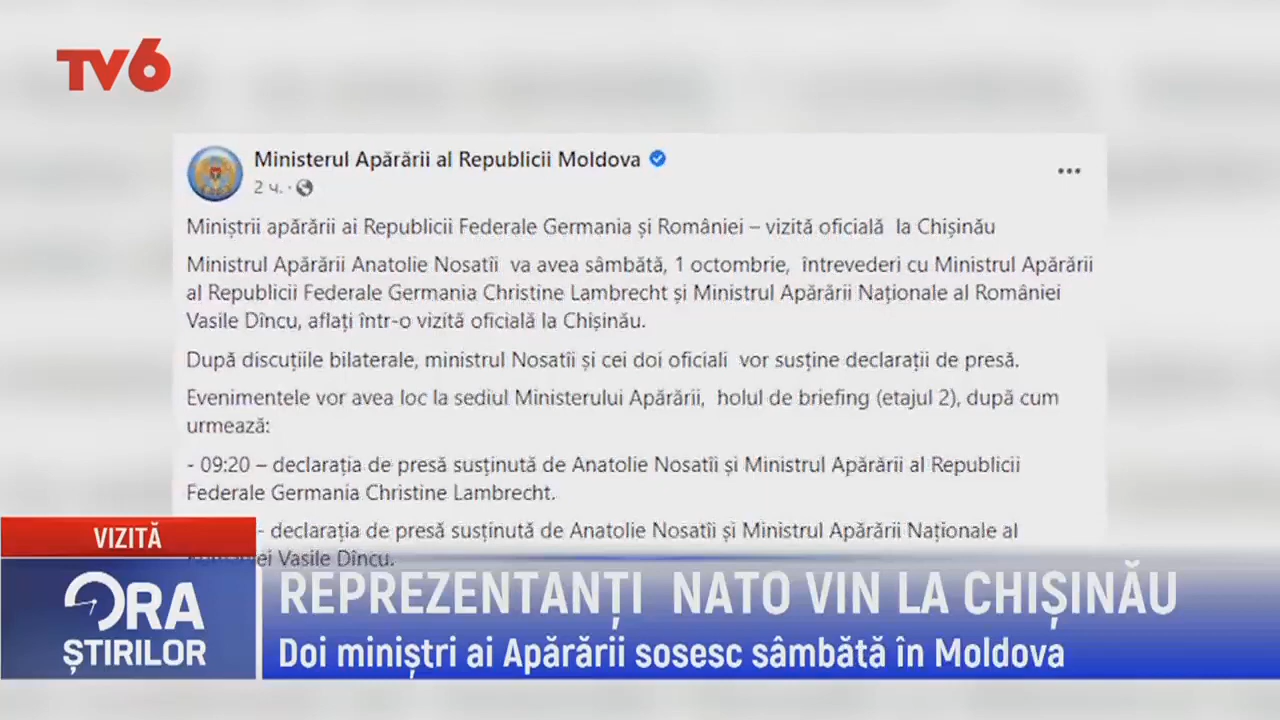 TV6
Ministerul Apărării al Republicii Moldova
2 ч. ·
Miniștrii apărării ai Republicii Federale Germania și României – vizită oficială la Chișinău
Ministrul Apărării Anatolie Nosatîi va avea sâmbătă, 1 octombrie, întrevederi cu Ministrul Apărării
al Republicii Federale Germania Christine Lambrecht și Ministrul Apărării Naționale al României
Vasile Dîncu, aflați într-o vizită oficială la Chișinău.
După discuțiile bilaterale, ministrul Nosatîi și cei doi oficiali vor susține declarații de presă.
Evenimentele vor avea loc la sediul Ministerului Apărării, holul de briefing (etajul 2), după cum
urmează:
- 09:20 – declarația de presă susținută de Anatolie Nosatîi și Ministrul Apărării al Republicii
Federale Germania Christine Lambrecht.
- declarația de presă susținută de Anatolie Nosatîi și Ministrul Apărării Naționale al
Vasile Dîncu.
VIZITĂ
ORA
ȘTIRILOR
REPREZENTANȚI NATO VIN LA CHIȘINĂU
Doi miniștri ai Apărării sosesc sâmbătă în Moldova